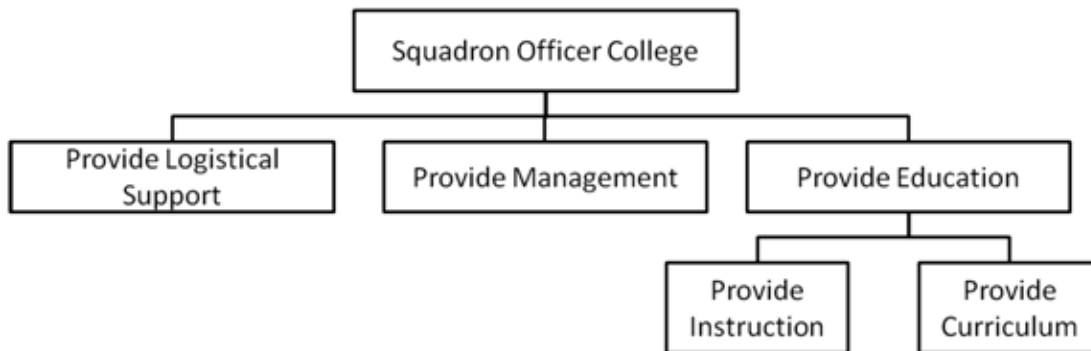 Squadron Officer College
Provide Logistical
Support
Provide Management
Provide Education
Provide
Instruction
Provide
Curriculum